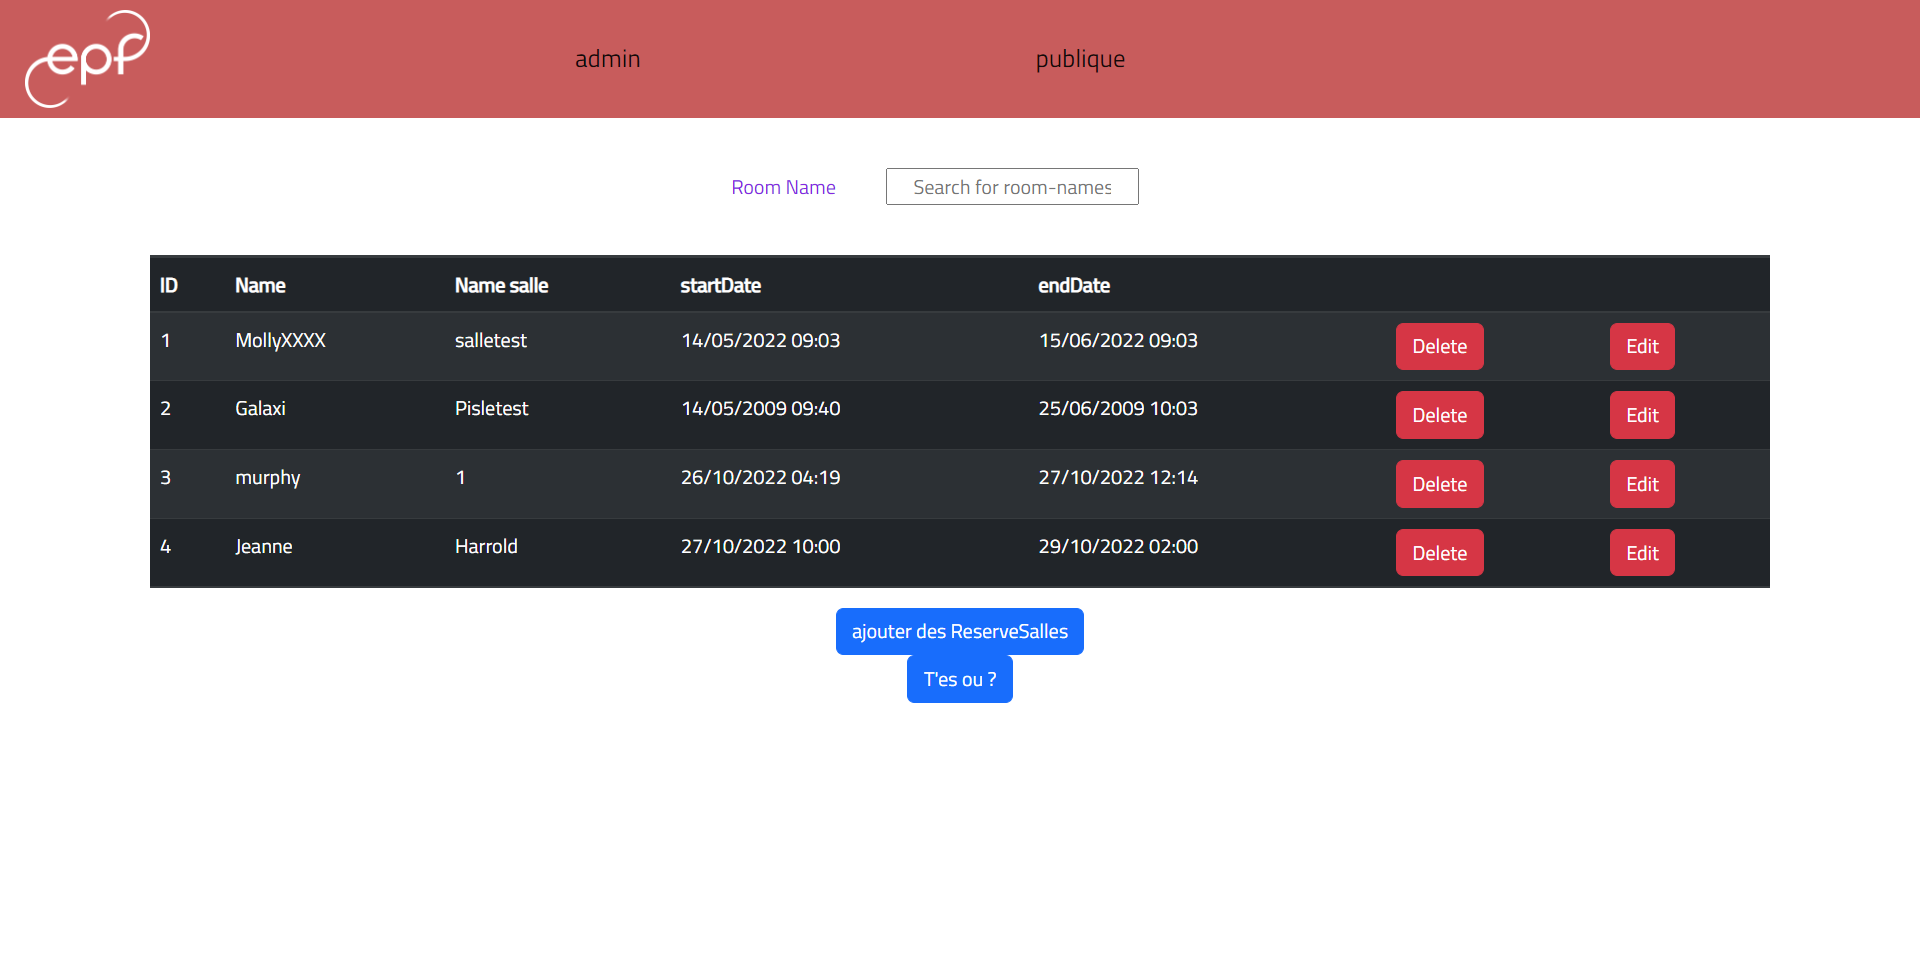 epf
admin publique
Room Name Search for room-names
ID Name Name salle startDate endDate
1 MollyXXXX salletest 14/05/2022 09:03 15/06/2022 09:03 Delete Edit
2 Galaxi Pisletest 14/05/2009 09:40 25/06/2009 10:03 Delete Edit
3 murphy 1 26/10/2022 04:19 27/10/2022 12:14 Delete Edit
4 Jeanne Harrold 27/10/2022 10:00 29/10/2022 02:00 Delete Edit
ajouter des ReserveSalles
T'es ou ?